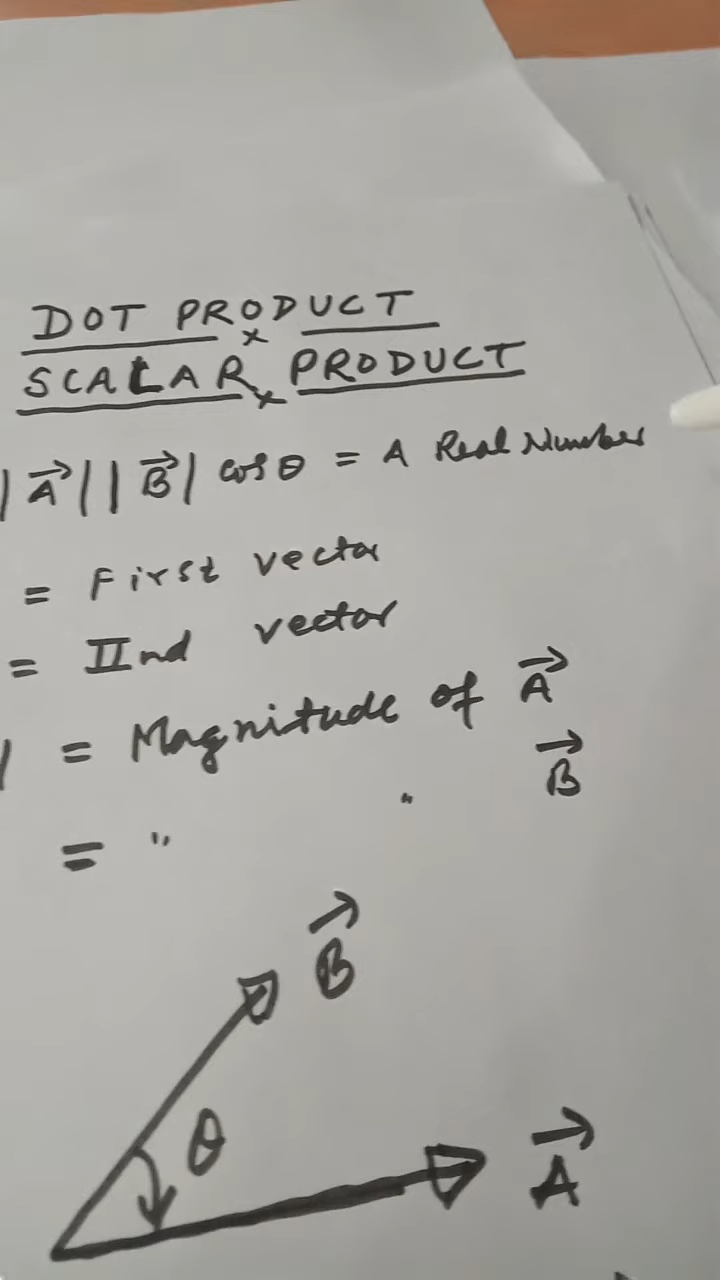 DOT PRODUCT
SCALAR PRODUCT
|A⃗||B⃗| cosθ = A Real Number
= First vector
= IInd vector
| = Magnitude of A⃗
= " " B⃗
B⃗
θ
A⃗